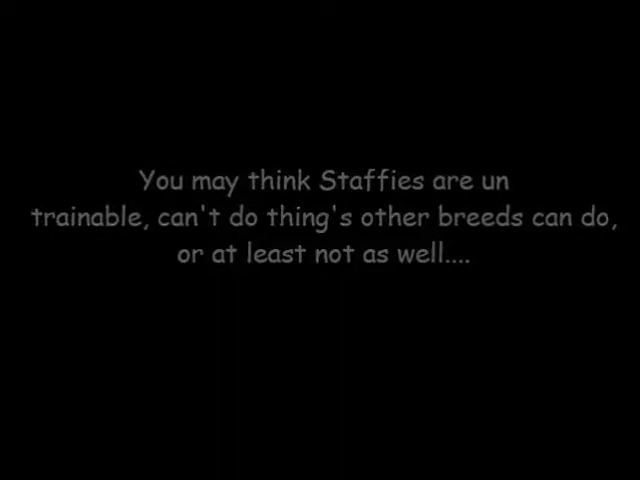 You may think Staffies are un
trainable, can't do thing's other breeds can do,
or at least not as well....